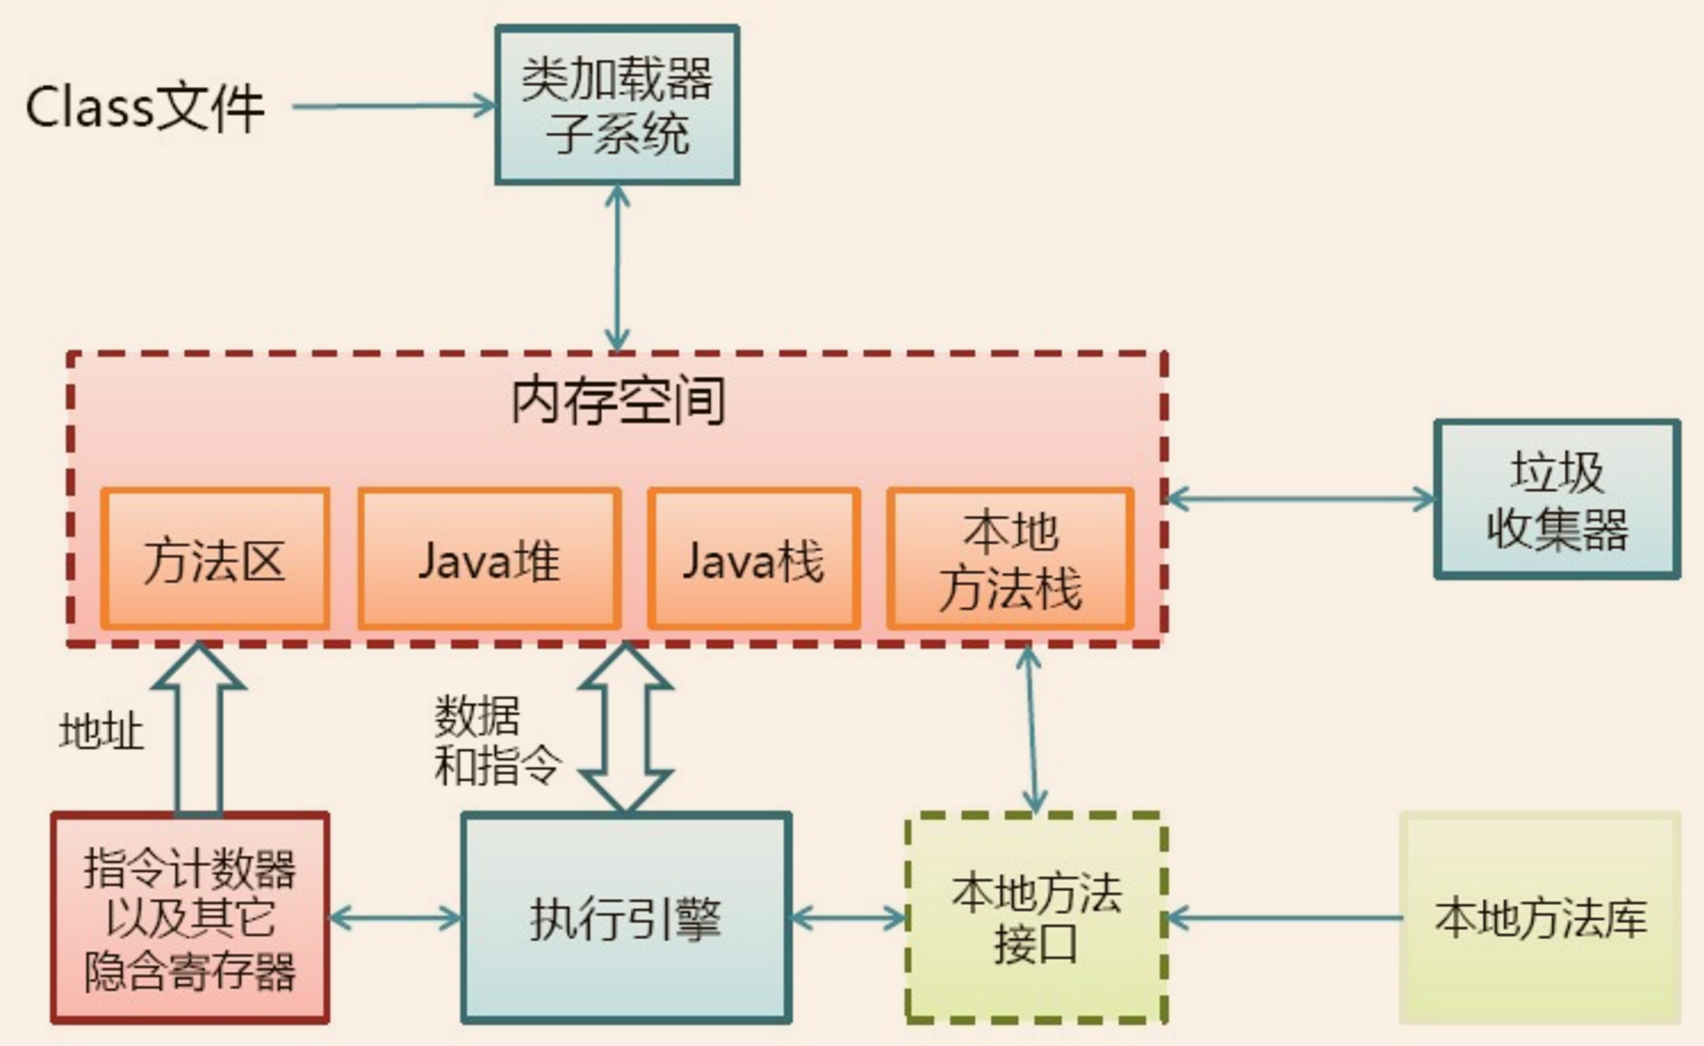 类加载器
子系统
Class文件
内存空间
方法区
Java堆
Java栈
本地
方法栈
垃圾
收集器
地址
数据
和指令
指令计数器
以及其它
隐含寄存器
执行引擎
本地方法
接口
本地方法库